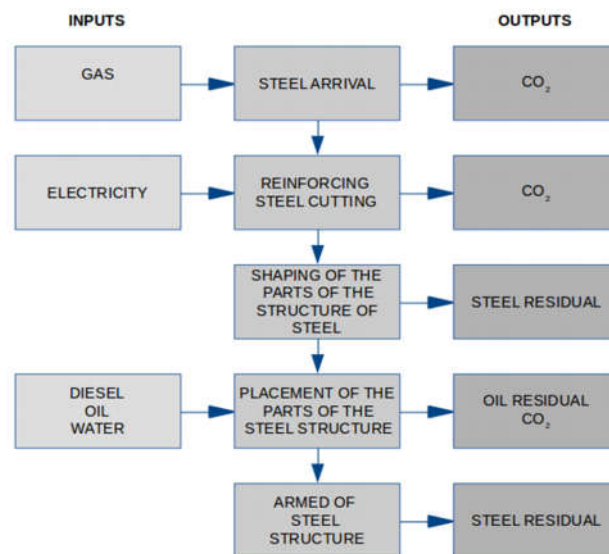 INPUTS
OUTPUTS
GAS
STEEL ARRIVAL
CO₂
ELECTRICITY
REINFORCING
STEEL CUTTING
CO₂
SHAPING OF THE
PARTS OF THE
STRUCTURE OF
STEEL
STEEL RESIDUAL
DIESEL
OIL
WATER
PLACEMENT OF THE
PARTS OF THE
STEEL STRUCTURE
OIL RESIDUAL
CO₂
ARMED OF
STEEL
STRUCTURE
STEEL RESIDUAL